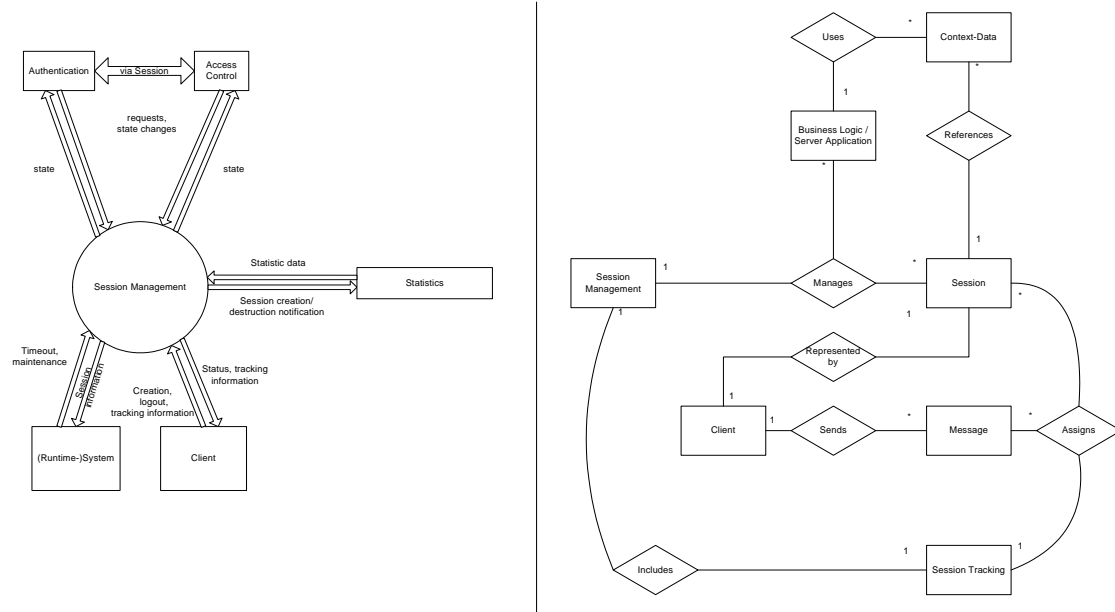 Authentication
via Session
Access
Control
requests,
state changes
state
state
Session Management
Statistic data
Statistics
Session creation/
destruction notification
Timeout,
maintenance
Session
information
Status, tracking
information
Creation,
logout,
tracking information
(Runtime-)System
Client
Uses
*
Context-Data
*
1
Business Logic /
Server Application
*
References
1
Session
Management
1
1
Manages
*
Session
*
1
Represented
by
1
Client
1
Sends
*
Message
*
Assigns
Includes
1
Session Tracking
1